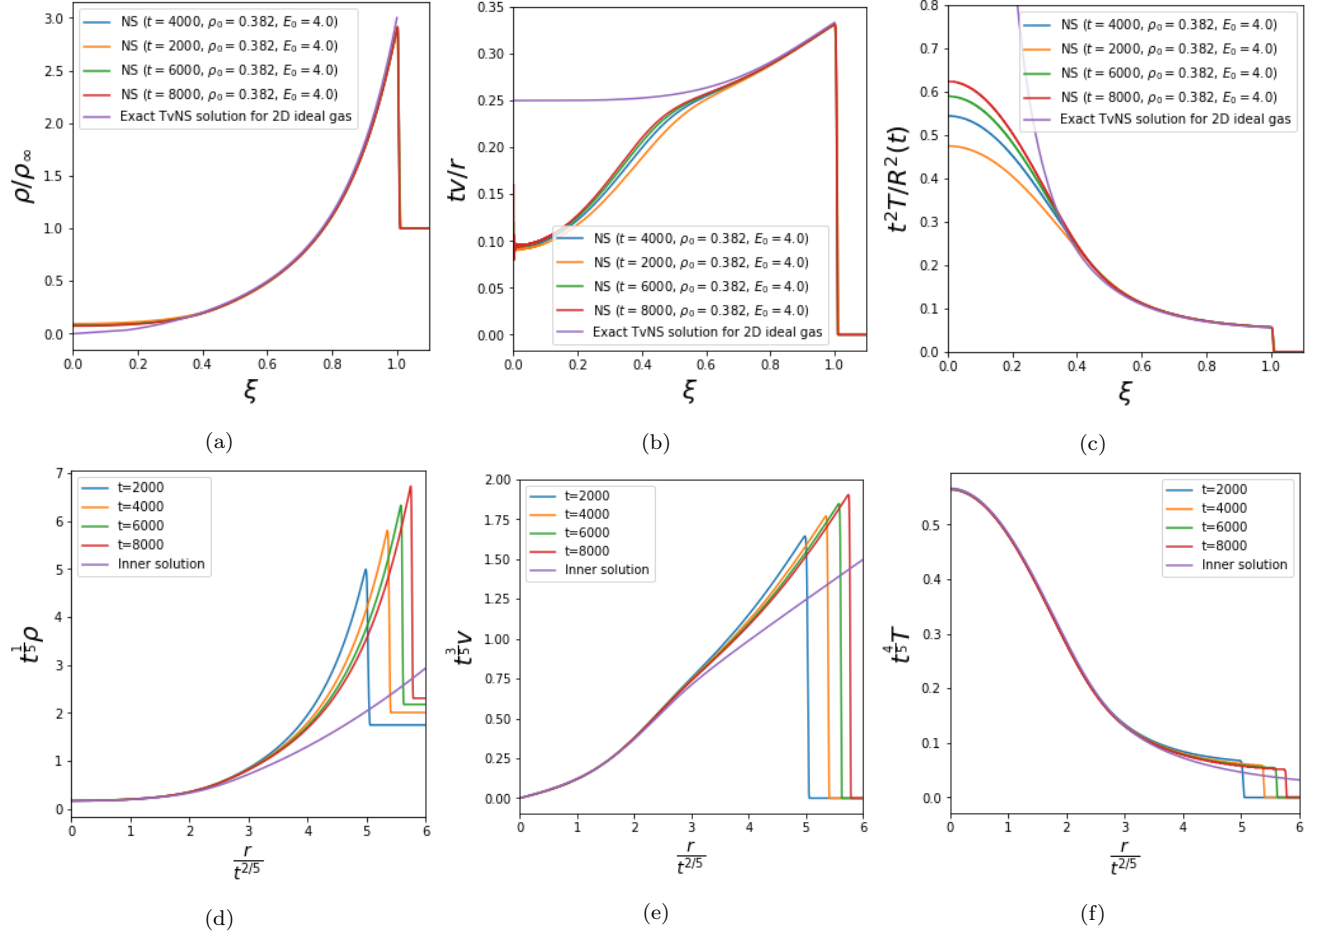 NS (t = 4000, ρ₀ = 0.382, E₀ = 4.0)
NS (t = 2000, ρ₀ = 0.382, E₀ = 4.0)
NS (t = 6000, ρ₀ = 0.382, E₀ = 4.0)
NS (t = 8000, ρ₀ = 0.382, E₀ = 4.0)
Exact TvNS solution for 2D ideal gas
ρ/ρ∞
3.0
2.5
2.0
1.5
1.0
0.5
0.0
0.0 0.2 0.4 0.6 0.8 1.0
ξ
(a)
tv/r
0.35
0.30
0.25
0.20
0.15
0.10
0.05
0.00
NS (t = 4000, ρ₀ = 0.382, E₀ = 4.0)
NS (t = 2000, ρ₀ = 0.382, E₀ = 4.0)
NS (t = 6000, ρ₀ = 0.382, E₀ = 4.0)
NS (t = 8000, ρ₀ = 0.382, E₀ = 4.0)
Exact TvNS solution for 2D ideal gas
0.0 0.2 0.4 0.6 0.8 1.0
ξ
(b)
t²T/R²(t)
0.8
0.7
0.6
0.5
0.4
0.3
0.2
0.1
0.0
NS (t = 4000, ρ₀ = 0.382, E₀ = 4.0)
NS (t = 2000, ρ₀ = 0.382, E₀ = 4.0)
NS (t = 6000, ρ₀ = 0.382, E₀ = 4.0)
NS (t = 8000, ρ₀ = 0.382, E₀ = 4.0)
Exact TvNS solution for 2D ideal gas
0.0 0.2 0.4 0.6 0.8 1.0
ξ
(c)
t^{1/5}ρ
7
6
5
4
3
2
1
0
t=2000
t=4000
t=6000
t=8000
Inner solution
0 1 2 3 4 5 6
r/t^{2/5}
(d)
t^{3/5}v
2.00
1.75
1.50
1.25
1.00
0.75
0.50
0.25
0.00
t=2000
t=4000
t=6000
t=8000
Inner solution
0 1 2 3 4 5 6
r/t^{2/5}
(e)
t^{4/5}T
0.5
0.4
0.3
0.2
0.1
0.0
t=2000
t=4000
t=6000
t=8000
Inner solution
0 1 2 3 4 5 6
r/t^{2/5}
(f)